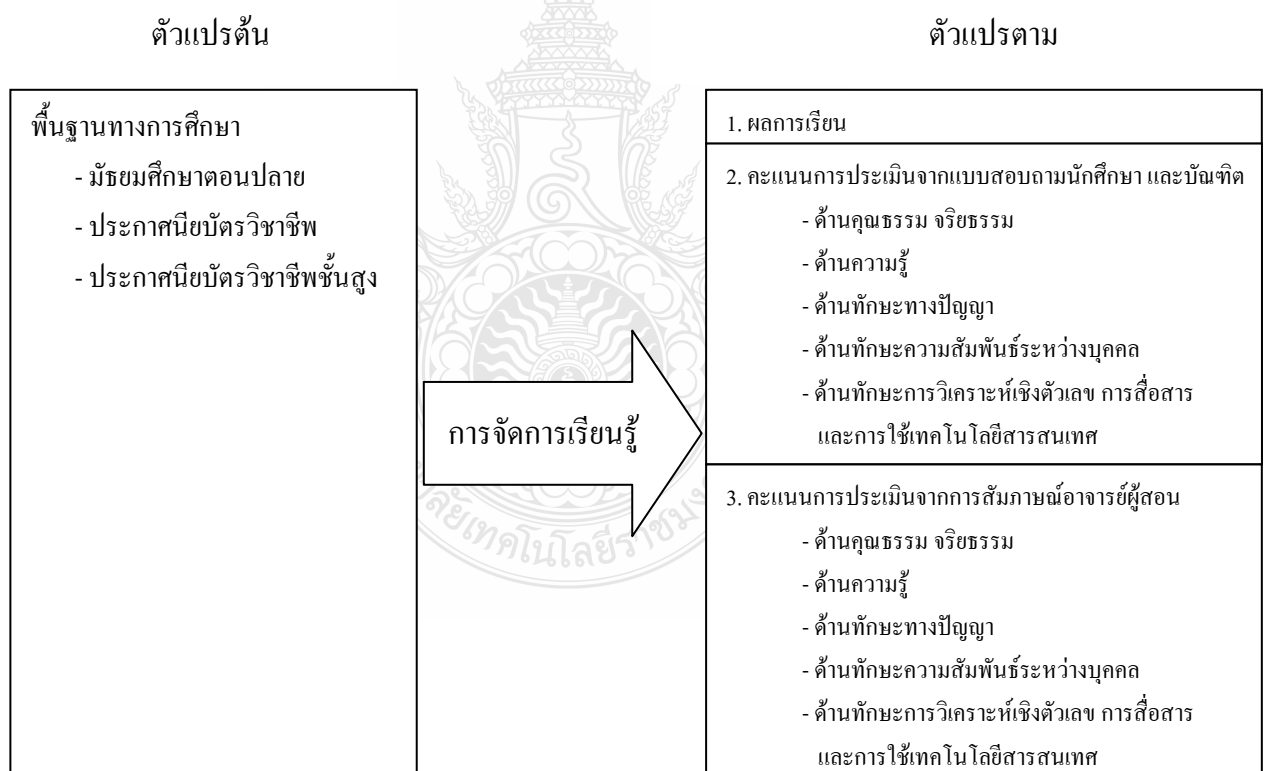 ตัวแปรต้น
ตัวแปรตาม
พื้นฐานทางการศึกษา
- มัธยมศึกษาตอนปลาย
- ประกาศนียบัตรวิชาชีพ
- ประกาศนียบัตรวิชาชีพชั้นสูง
การจัดการเรียนรู้
1. ผลการเรียน
2. คะแนนการประเมินจากแบบสอบถามนักศึกษา และบัณฑิต
- ด้านคุณธรรม จริยธรรม
- ด้านความรู้
- ด้านทักษะทางปัญญา
- ด้านทักษะความสัมพันธ์ระหว่างบุคคล
- ด้านทักษะการวิเคราะห์เชิงตัวเลข การสื่อสาร
และการใช้เทคโนโลยีสารสนเทศ
3. คะแนนการประเมินจากการสัมภาษณ์อาจารย์ผู้สอน
- ด้านคุณธรรม จริยธรรม
- ด้านความรู้
- ด้านทักษะทางปัญญา
- ด้านทักษะความสัมพันธ์ระหว่างบุคคล
- ด้านทักษะการวิเคราะห์เชิงตัวเลข การสื่อสาร
และการใช้เทคโนโลยีสารสนเทศ
ลัยเทคโนโลยีราชม